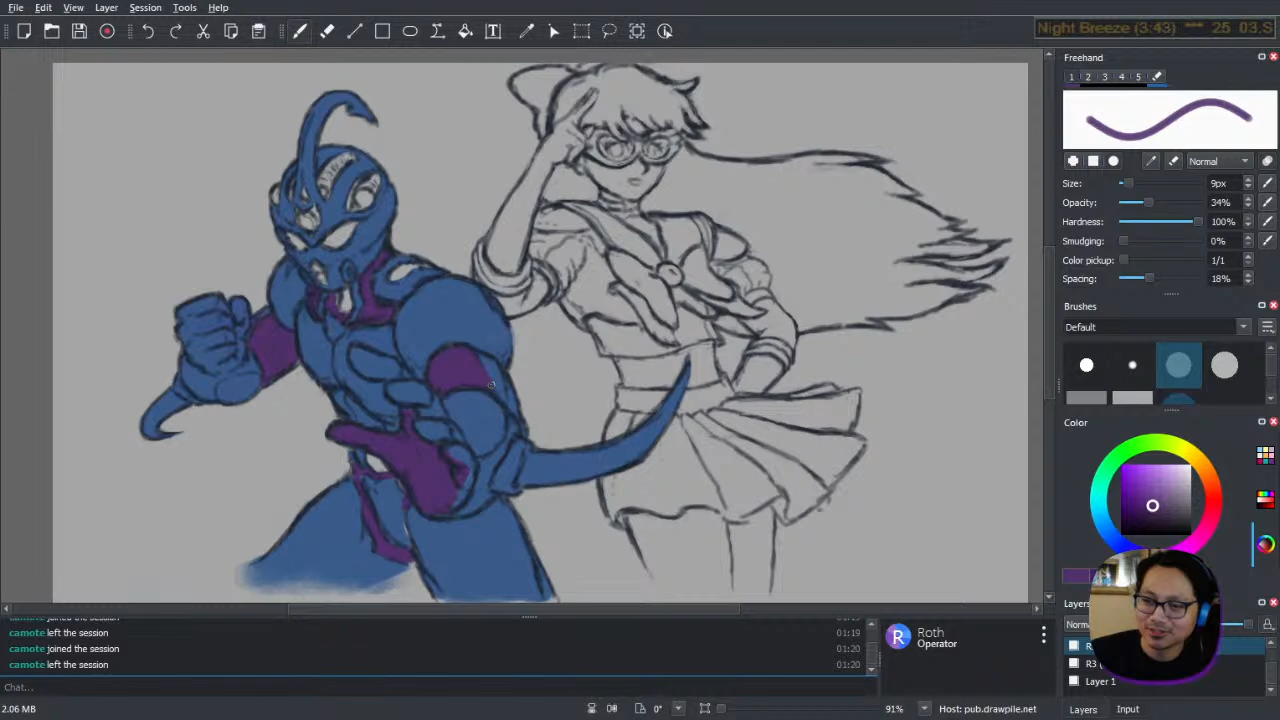 File Edit View Layer Session Tools Help
Night Breeze (3:43) *** 25 03.S
Freehand
1 2 3 4 5
Normal
Size: 9px
Opacity: 34%
Hardness: 100%
Smudging: 0%
Color pickup: 1/1
Spacing: 18%
Brushes
Default
Color
Layers
R3
Layer 1
camote left the session 01:19
camote joined the session 01:20
camote left the session 01:20
Roth
Operator
Chat...
2.06 MB
0°
91%
Host: pub.drawpile.net
Layers Input